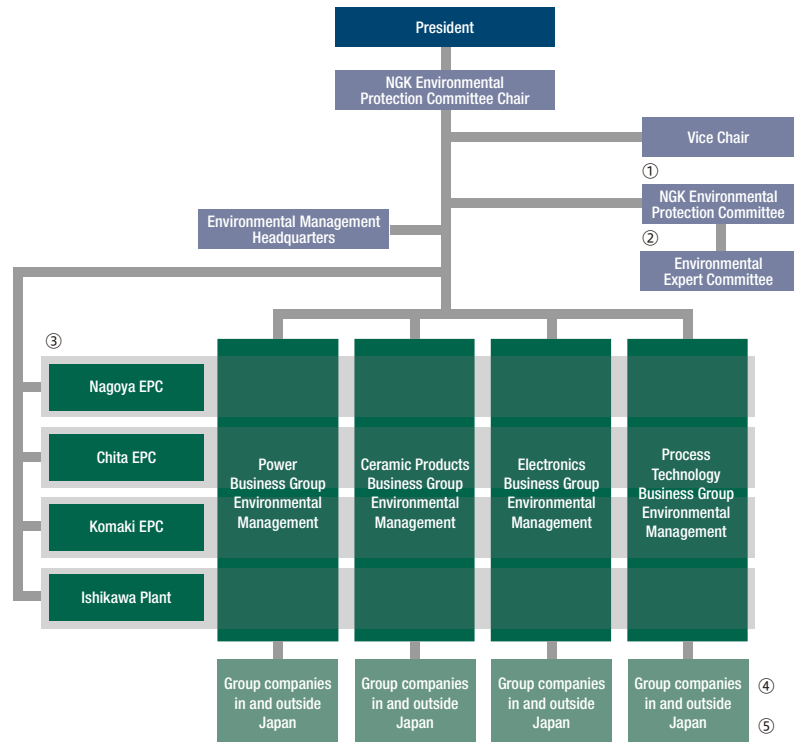 President
NGK Environmental
Protection Committee Chair
Vice Chair
①
NGK Environmental
Protection Committee
Environmental Management
Headquarters
②
Environmental
Expert Committee
③
Nagoya EPC
Chita EPC
Komaki EPC
Ishikawa Plant
Power
Business Group
Environmental
Management
Ceramic Products
Business Group
Environmental
Management
Electronics
Business Group
Environmental
Management
Process
Technology
Business Group
Environmental
Management
Group companies
in and outside
Japan
Group companies
in and outside
Japan
Group companies
in and outside
Japan
Group companies
in and outside
Japan
④
⑤